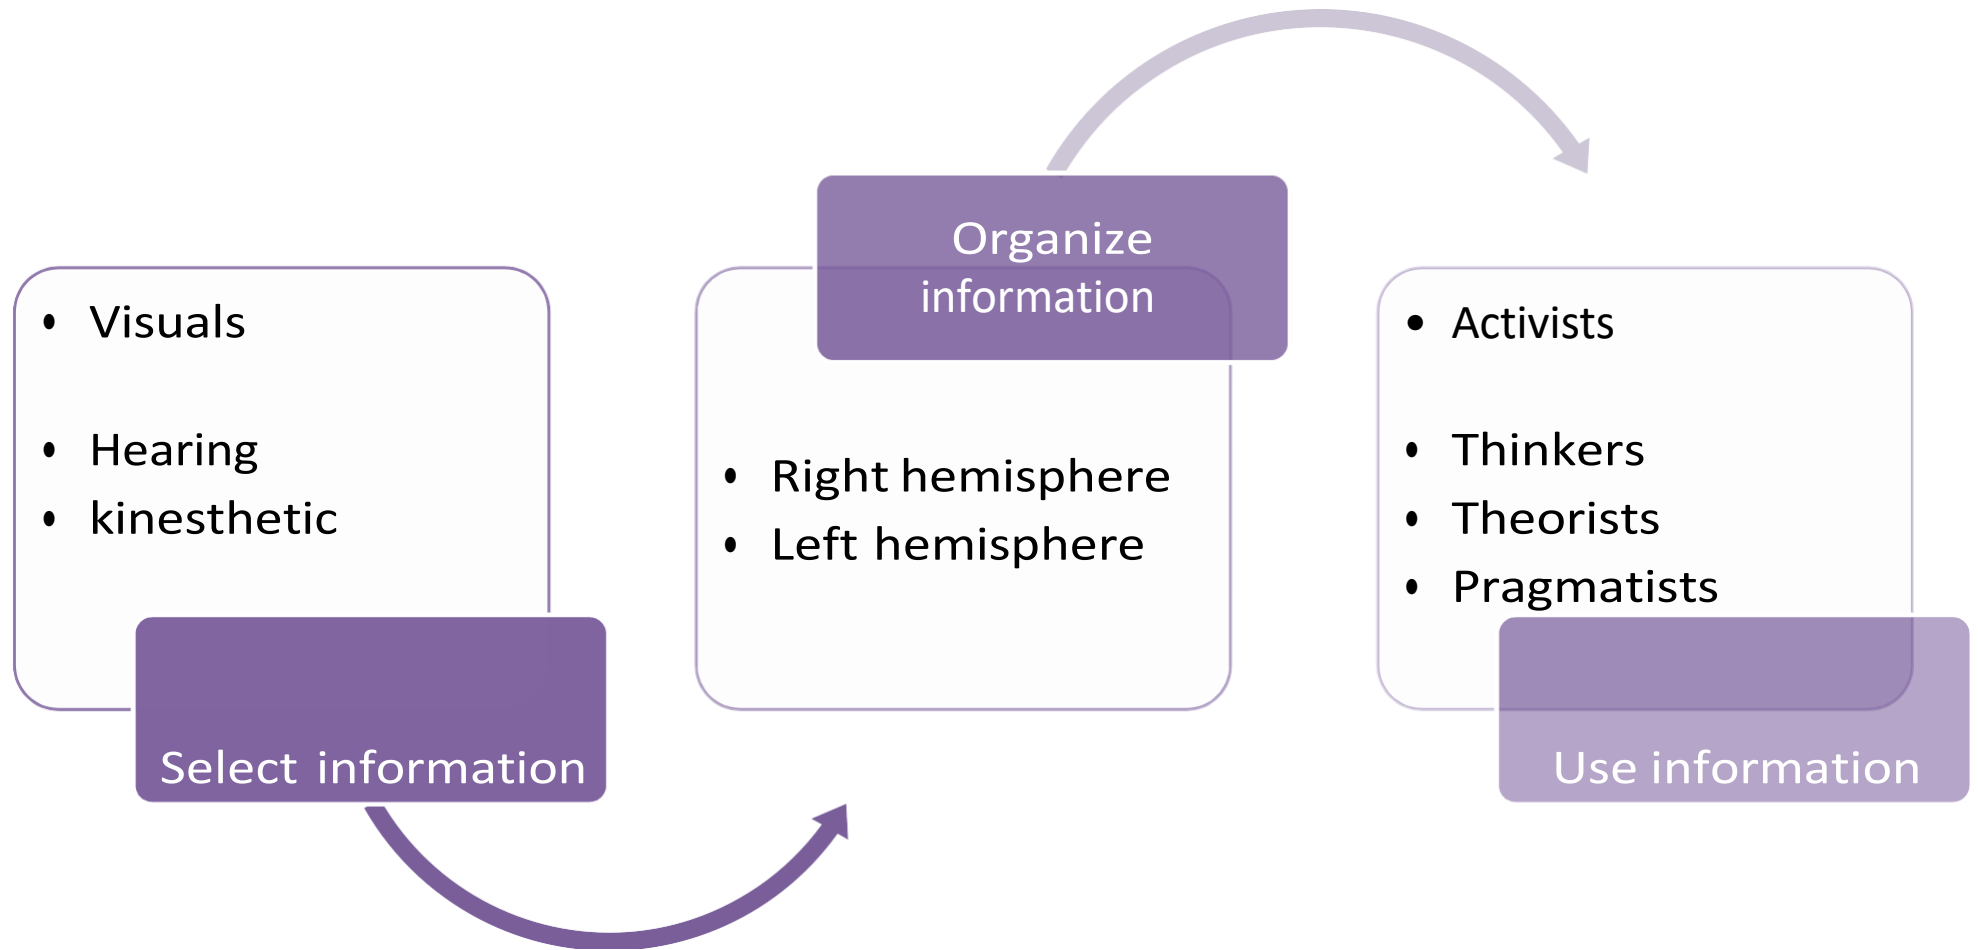 • Visuals
• Hearing
• kinesthetic
Select information
Organize
information
• Right hemisphere
• Left hemisphere
• Activists
• Thinkers
• Theorists
• Pragmatists
Use information